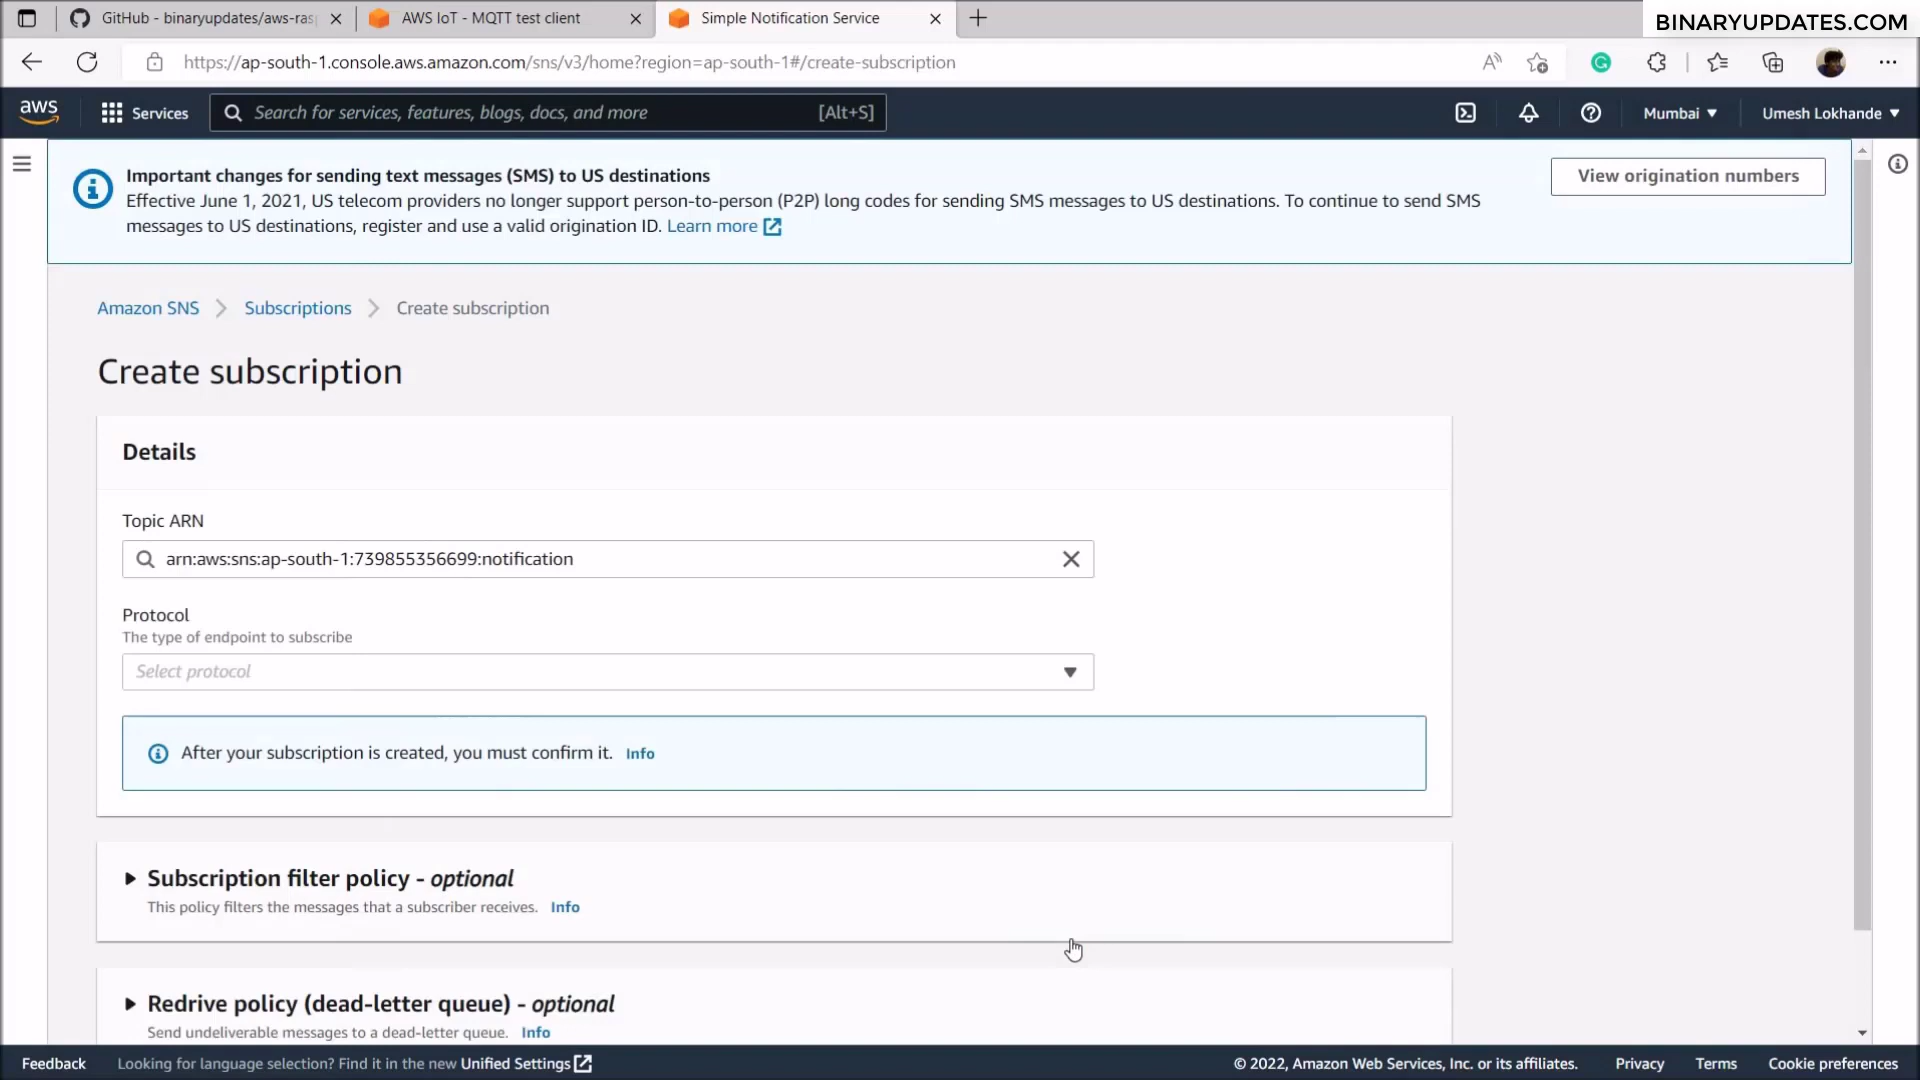 GitHub - binaryupdates/aws-ras
AWS IoT - MQTT test client
Simple Notification Service
BINARYUPDATES.COM
https://ap-south-1.console.aws.amazon.com/sns/v3/home?region=ap-south-1#/create-subscription
aws
Services
Search for services, features, blogs, docs, and more
[Alt+S]
Mumbai
Umesh Lokhande
Important changes for sending text messages (SMS) to US destinations
Effective June 1, 2021, US telecom providers no longer support person-to-person (P2P) long codes for sending SMS messages to US destinations. To continue to send SMS
messages to US destinations, register and use a valid origination ID. Learn more
View origination numbers
Amazon SNS > Subscriptions > Create subscription
Create subscription
Details
Topic ARN
arn:aws:sns:ap-south-1:739855356699:notification
Protocol
The type of endpoint to subscribe
Select protocol
After your subscription is created, you must confirm it. Info
Subscription filter policy - optional
This policy filters the messages that a subscriber receives. Info
Redrive policy (dead-letter queue) - optional
Send undeliverable messages to a dead-letter queue. Info
Feedback
Looking for language selection? Find it in the new Unified Settings
© 2022, Amazon Web Services, Inc. or its affiliates.
Privacy
Terms
Cookie preferences